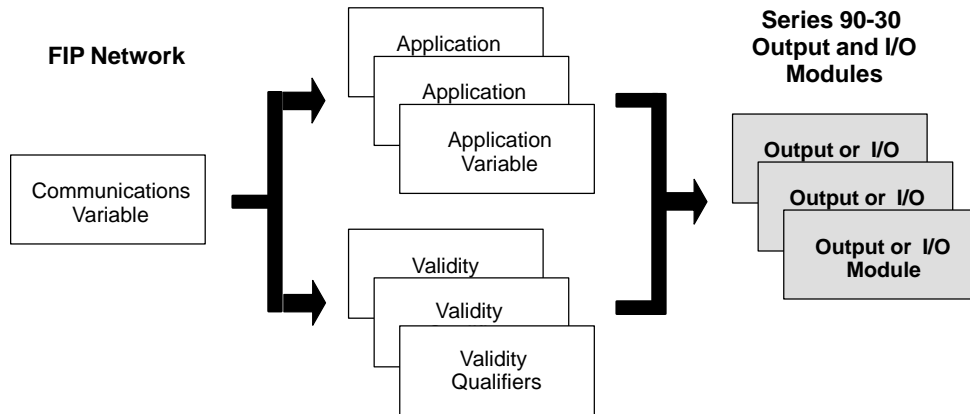 FIP Network
Communications
Variable
Application
Application
Application
Variable
Validity
Validity
Validity
Qualifiers
Series 90-30
Output and I/O
Modules
Output or I/O
Output or I/O
Output or I/O
Module